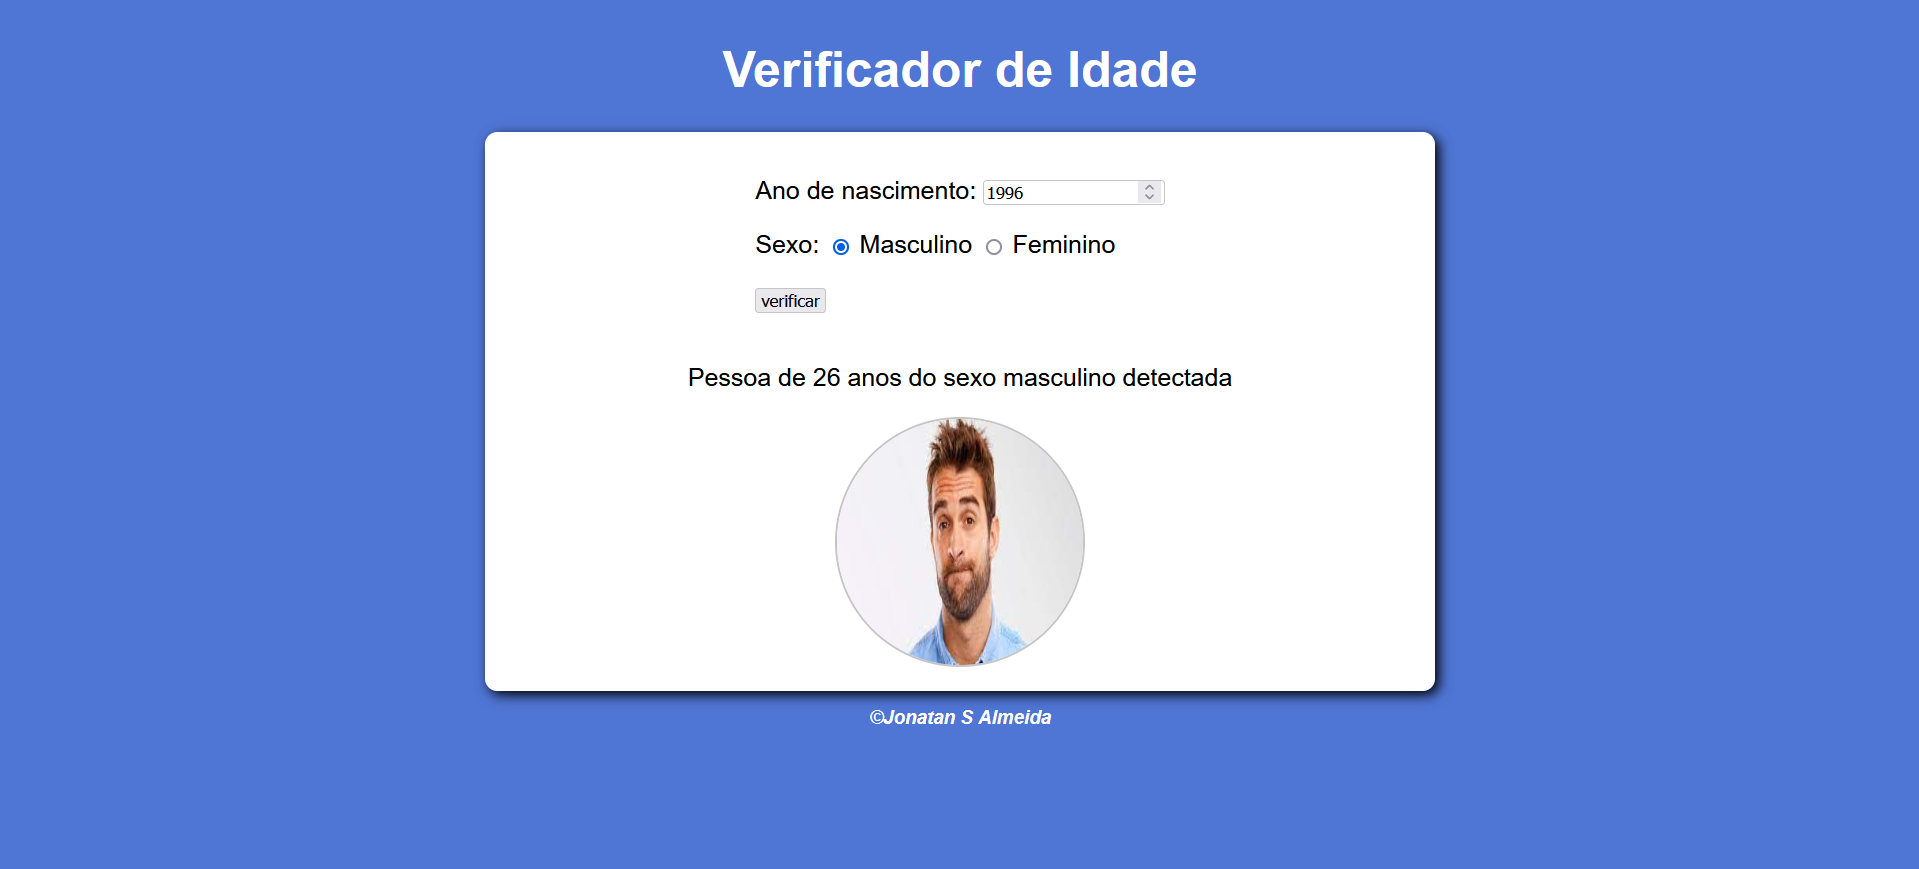 Verificador de Idade
Ano de nascimento: 1996
Sexo: Masculino Feminino
verificar
Pessoa de 26 anos do sexo masculino detectada
©Jonatan S Almeida